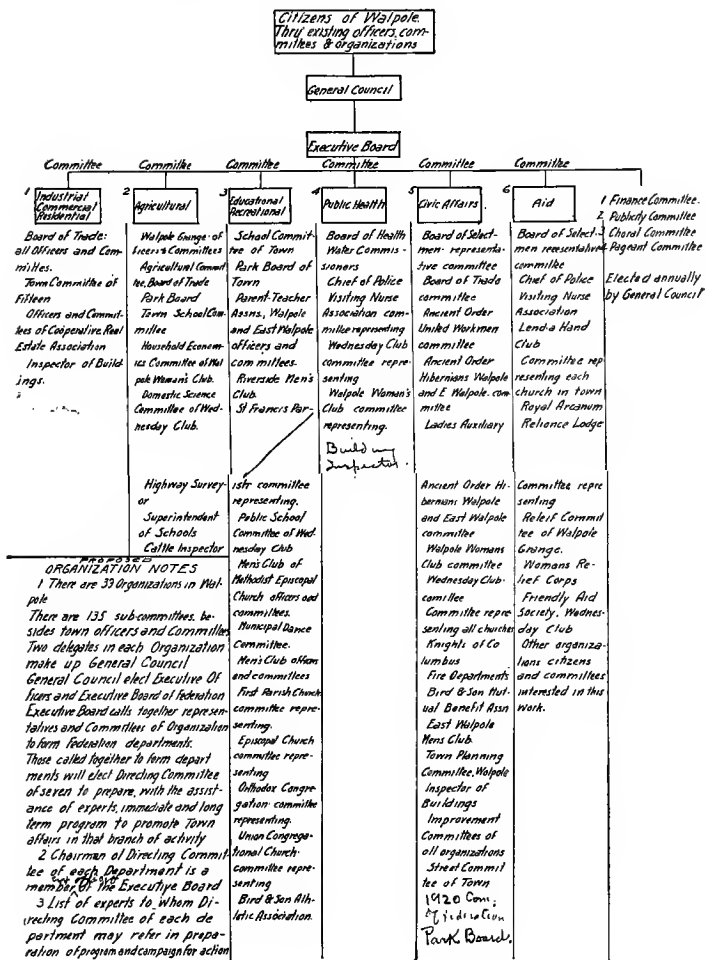 Citizens of Walpole.
Thru existing officers, com-
mittees & organizations
General Council
Executive Board
Committee
Committee
Committee
Committee
Committee
Committee
1 Industrial
Commercial
Residential
2 Agricultural
3 Educational
Recreational
4 Public Health
5 Civic Affairs.
6 Aid
1 Finance Committee.
2 Publicity Committee
Choral Committee
Pageant Committee
Elected annually
by General Council
Board of Trade:
all Officers and Com-
mittes.
Town Committee of
Fifteen
Officers and Commit-
tees of Cooperative Real
Estate Association
Inspector of Build-
ings.
Walpole Grange - of
ficers & Committees
Agricultural Commit
tee, Board of Trade
Park Board
Town School Com-
mittee
Household Econom-
ics Committee of Wal
pole Woman's Club.
Domestic Science
Committee of Wed-
nesday Club.
Highway Survey-
or
Superintendent
of Schools
Cattle Inspector
School Commit-
tee of Town
Park Board of
Town
Parent-Teacher
Assns, Walpole
and East Walpole
officers and
committees.
Riverside Men's
Club.
St Francis Par-
ish committee
representing.
Public School
Committee of Wed-
nesday Club
Men's Club of
Methodist Episcopal
Church officers and
committees.
Municipal Dance
Committee.
Men's Club officers
and committees
First Parish Church
committee repre-
senting.
Episcopal Church
committee repre-
senting
Orthodox Congre-
gation committee
representing.
Union Congrega-
tional Church
committee repre-
senting
Bird & Son Ath-
letic Association.
Board of Health
Water Commis-
sioners
Chief of Police
Visiting Nurse
Association com-
mittee representing
Wednesday Club
committee repre-
senting
Walpole Woman's
Club committee
representing.
Building
Inspector.
Board of Select-
men - representa-
tive committee
Board of Trade
committee
Ancient Order
United Workmen
committee
Ancient Order
Hibernians Walpole
and E Walpole. com
mittee
Ladies Auxiliary
Ancient Order Hi-
bernians Walpole
and East Walpole
committee
Walpole Womans
Club committee
Wednesday Club-
comittee
Committee repre
senting all churches
Knights of Co
lumbus
Fire Departments
Bird & Son Mut-
ual Benefit Assn
East Walpole
Mens Club.
Town Planning
Committee, Walpole
Inspector of
Buildings
Improvement
Committees of
all organizations
Street Commit
tee of Town
1920 Com,
Federation
Park Board.
Board of Select-
men representative
committee
Chief of Police
Visiting Nurse
Association
Lend-a Hand
Club
Committee rep
resenting each
church in town
Royal Arcanum
Reliance Lodge
Committee repre
senting
Releif Commit
tee of Walpole
Grange.
Womans Re-
lief Corps
Friendly Aid
Society, Wednes-
day Club
Other organiza-
tions citizens
and committees
interested in this
work.
PROPOSED
ORGANIZATION NOTES
1 There are 39 Organizations in Wal-
pole
There are 135 sub-committees, be-
sides town officers and Committees
Two delegates in each Organization
make up General Council
General Council elect Executive Of
ficers and Executive Board of federation
Executive Board calls together represen-
tatives and Committees of Organization
to form Federation departments.
Those called together to form depart
ments will elect Directing Committee
of seven to prepare, with the assist-
ance of experts, immediate and long
term program to promote Town
affairs in that branch of activity
2 Chairman of Directing Commit-
tee of each Department is a
member of the Executive Board
3 List of experts to whom Di-
recting Committee of each de
partment may refer in prepa-
ration of program and campaign for action